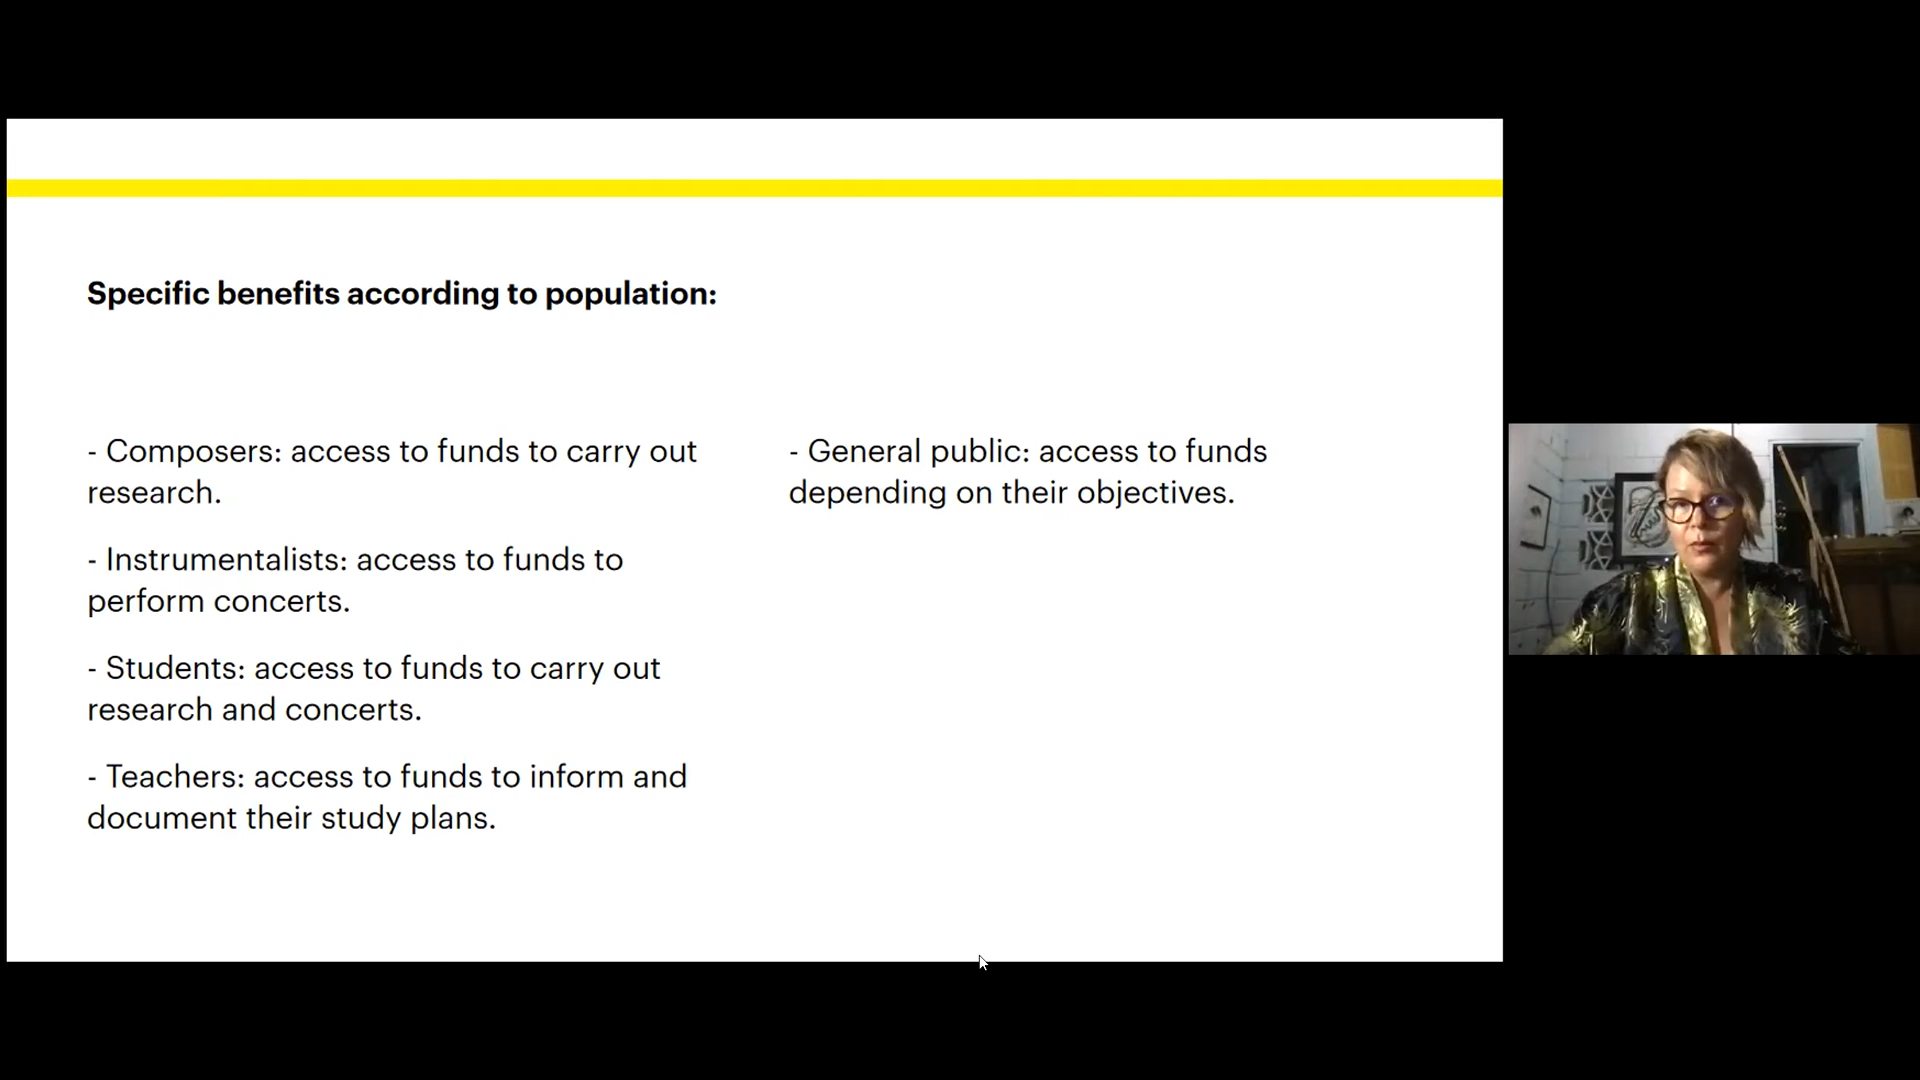 Specific benefits according to population:
- Composers: access to funds to carry out
research.
- Instrumentalists: access to funds to
perform concerts.
- Students: access to funds to carry out
research and concerts.
- Teachers: access to funds to inform and
document their study plans.
- General public: access to funds
depending on their objectives.